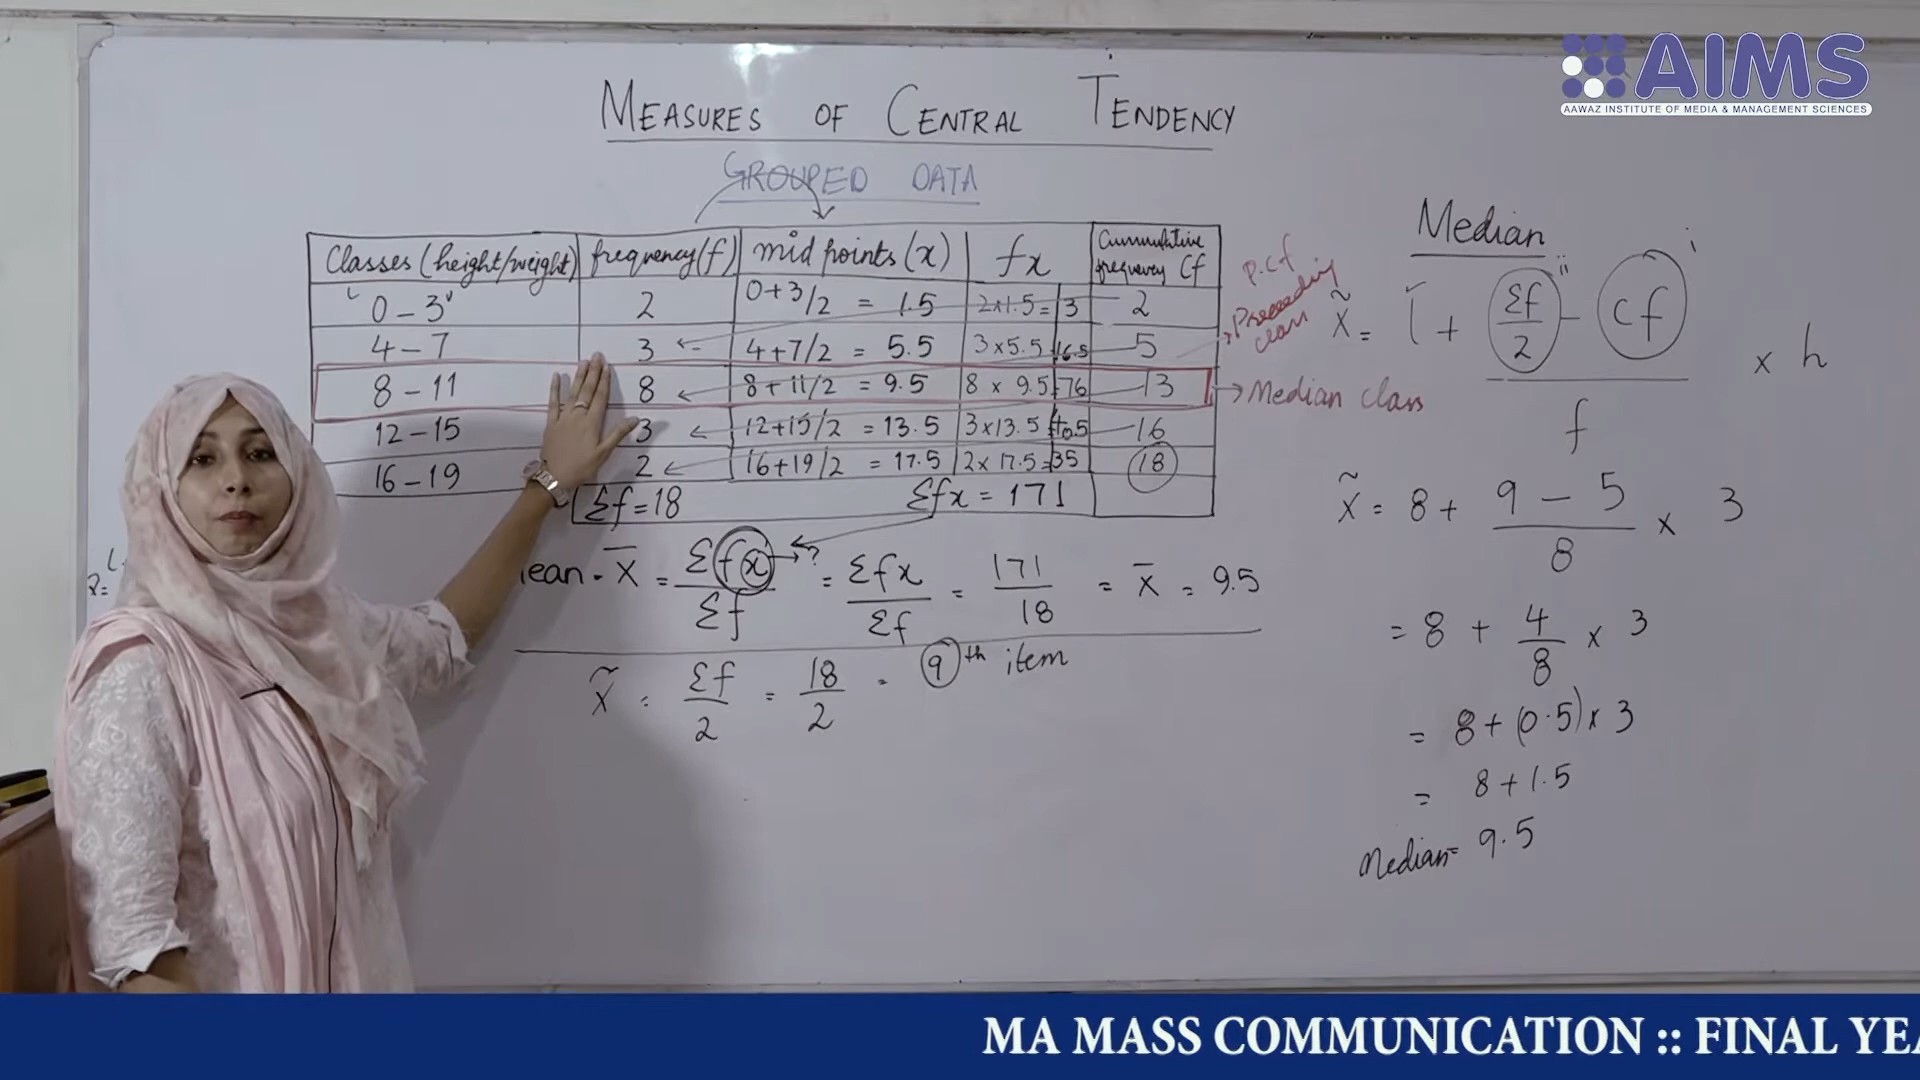 AIMS
AAWAZ INSTITUTE OF MEDIA & MANAGEMENT SCIENCES
MEASURES OF CENTRAL TENDENCY
GROUPED DATA
Classes (height/weight) frequency (f) mid points (x) fx Cummulative frequency Cf
0 – 3 2 0+3/2 = 1.5 2x1.5= 3 2
4 – 7 3 4+7/2 = 5.5 3x5.5 16.5 5
8 – 11 8 8+11/2 = 9.5 8 x 9.5=76 13
12 – 15 3 12+15/2 = 13.5 3x13.5 40.5 16
16 – 19 2 16+19/2 = 17.5 2x 17.5=35 18
Σf=18 Σfx = 171
P.Cf
Preceeding class
Median class
ean - X̄ = Σfx/Σf → ? = Σfx/Σf = 171/18 = X̄ = 9.5
X̃ = Σf/2 = 18/2 = 9th item
Median
X̃ = l + Σf/2 – cf / f x h
ii
i
X̃ = 8 + 9 – 5 / 8 x 3
= 8 + 4/8 x 3
= 8 + (0.5) x 3
= 8 + 1.5
Median= 9.5
MA MASS COMMUNICATION :: FINAL YEA